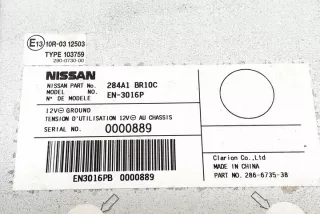 E13 10R-03 12503
TYPE 103759
290-0730-00
NISSAN
NISSAN PART No. 284A1 BR10C
MODEL NO. EN-3016P
N° DE MODELE
12V⎓ GROUND
TENSION D'UTILISATION 12V⎓ AU CHASSIS
SERIAL NO. 0000889
EN3016PB 0000889
Clarion Co.,Ltd
MADE IN CHINA
PART NO. 286-6735-38